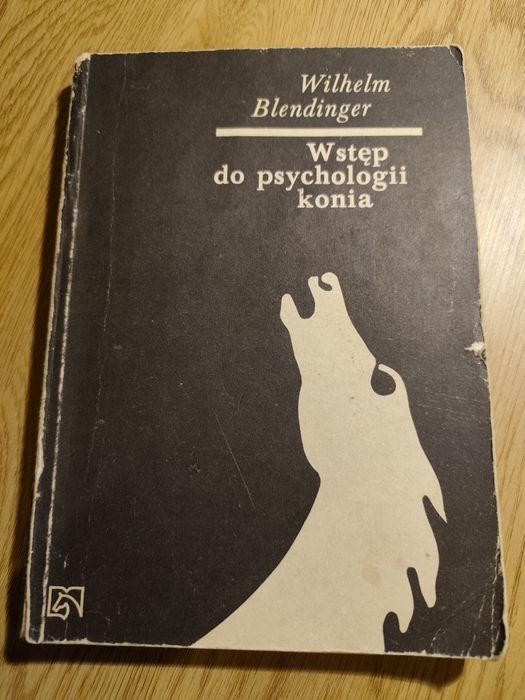 Wilhelm
Blendinger
Wstęp
do psychologii
konia